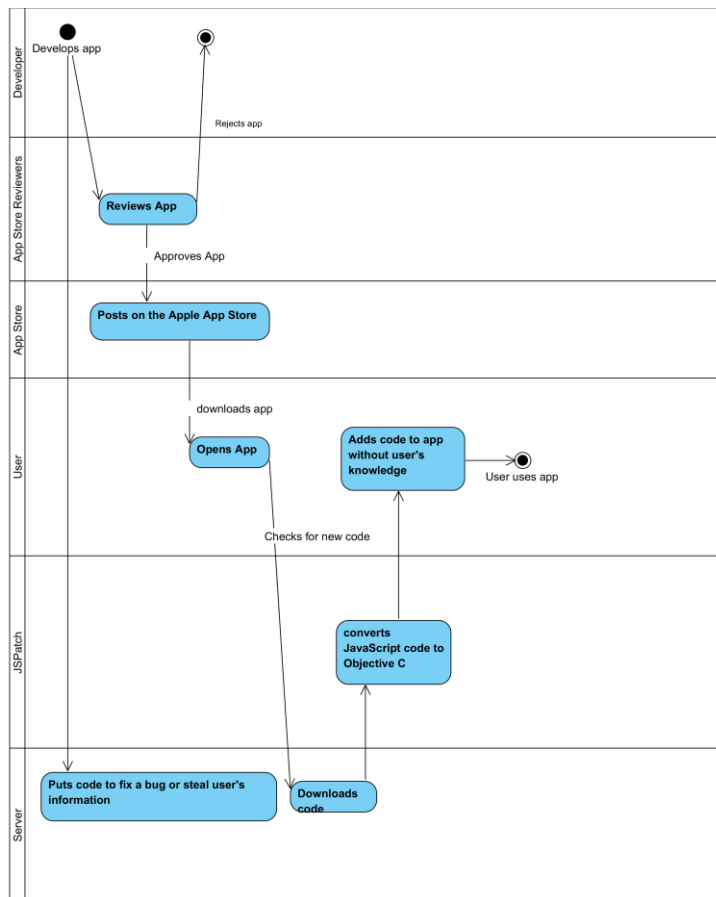 Developer
Develops app
Rejects app
App Store Reviewers
Reviews App
Approves App
App Store
Posts on the Apple App Store
User
downloads app
Opens App
Adds code to app
without user's
knowledge
User uses app
Checks for new code
JSPatch
converts
JavaScript code to
Objective C
Server
Puts code to fix a bug or steal user's
information
Downloads
code